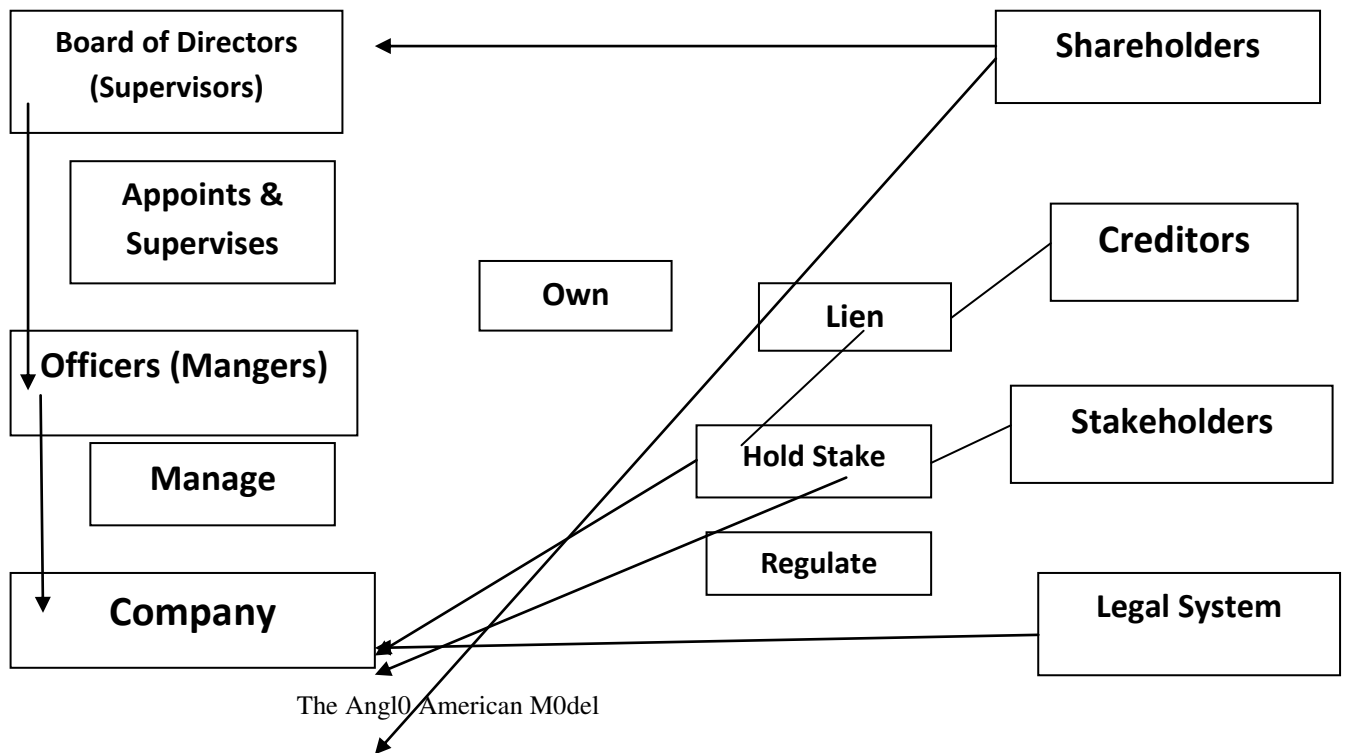 Board of Directors
(Supervisors)
Shareholders
Appoints &
Supervises
Creditors
Own
Lien
Officers (Mangers)
Stakeholders
Hold Stake
Manage
Regulate
Company
Legal System
The Angl0 American M0del